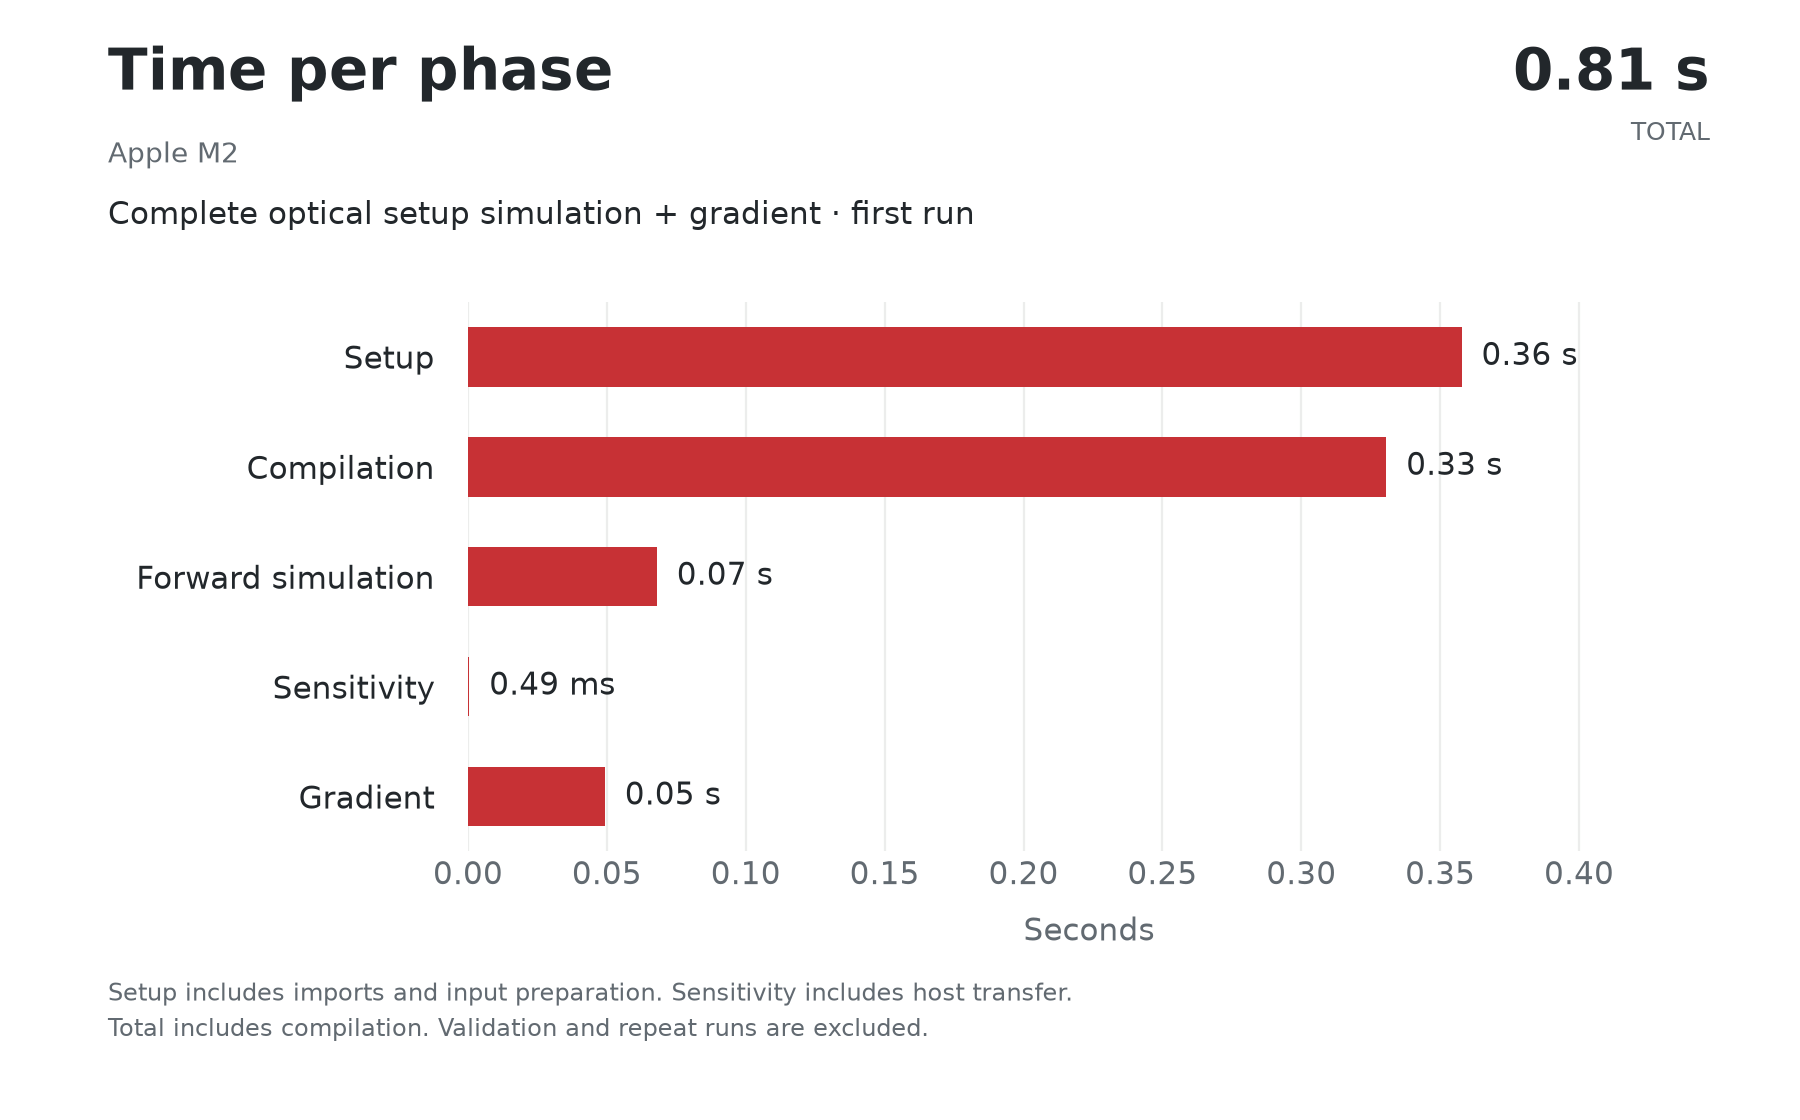 Time per phase
0.81 s
TOTAL
Apple M2
Complete optical setup simulation + gradient · first run
Setup
0.36 s
Compilation
0.33 s
Forward simulation
0.07 s
Sensitivity
0.49 ms
Gradient
0.05 s
0.00 0.05 0.10 0.15 0.20 0.25 0.30 0.35 0.40
Seconds
Setup includes imports and input preparation. Sensitivity includes host transfer.
Total includes compilation. Validation and repeat runs are excluded.